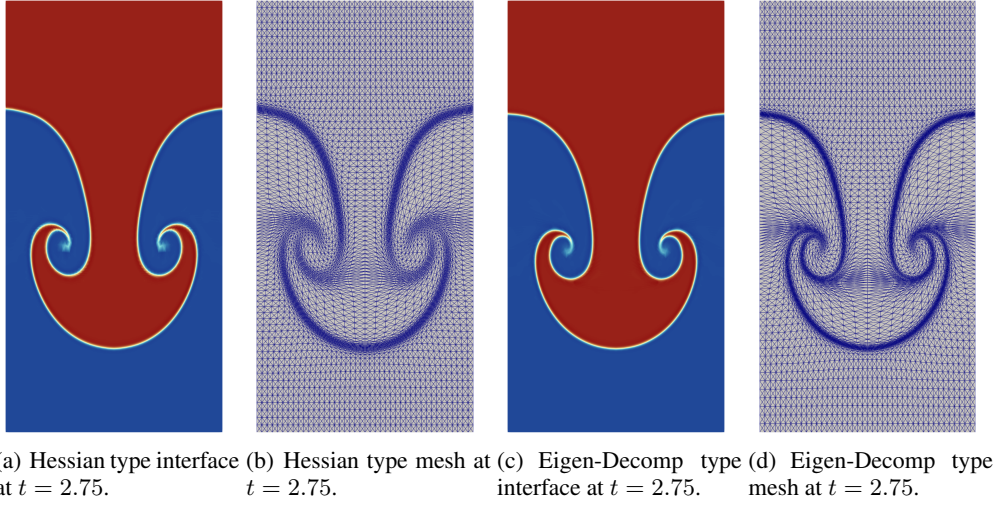 (a) Hessian type interface at t = 2.75.
(b) Hessian type mesh at t = 2.75.
(c) Eigen-Decomp type interface at t = 2.75.
(d) Eigen-Decomp type mesh at t = 2.75.